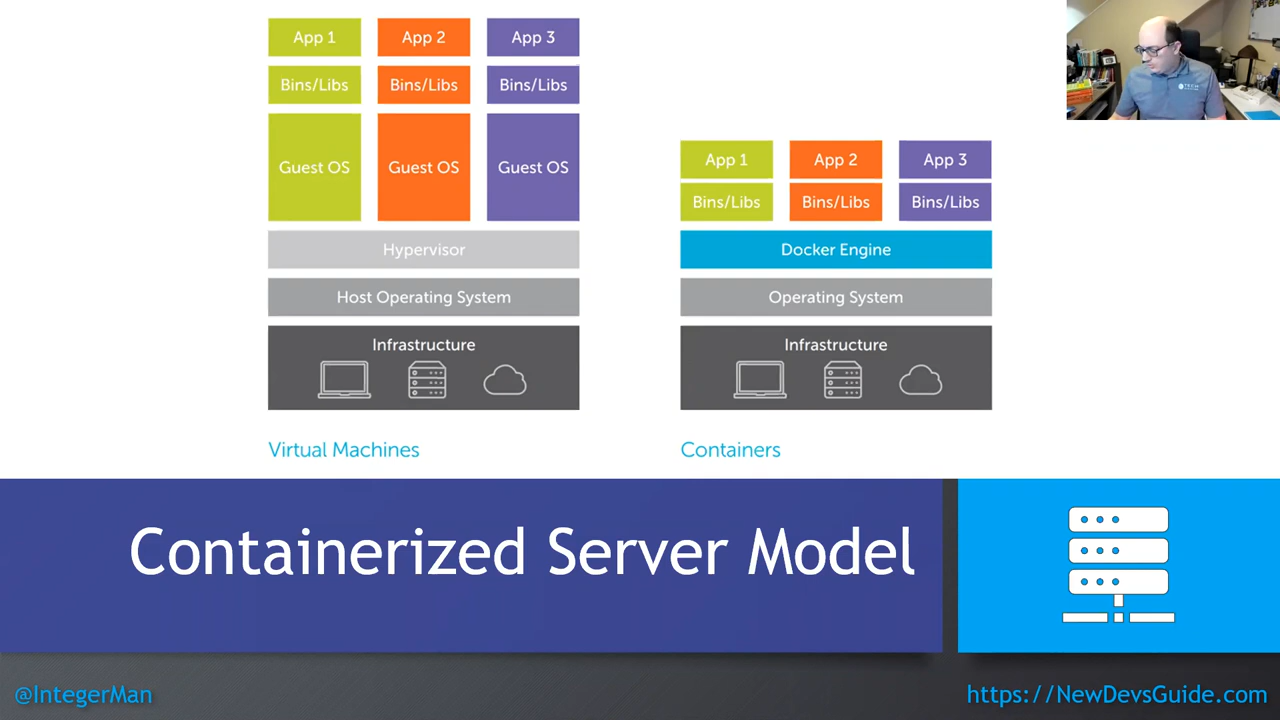 App 1
App 2
App 3
Bins/Libs
Bins/Libs
Bins/Libs
Guest OS
Guest OS
Guest OS
Hypervisor
Host Operating System
Infrastructure
Virtual Machines
App 1
App 2
App 3
Bins/Libs
Bins/Libs
Bins/Libs
Docker Engine
Operating System
Infrastructure
Containers
Containerized Server Model
@IntegerMan
https://NewDevsGuide.com